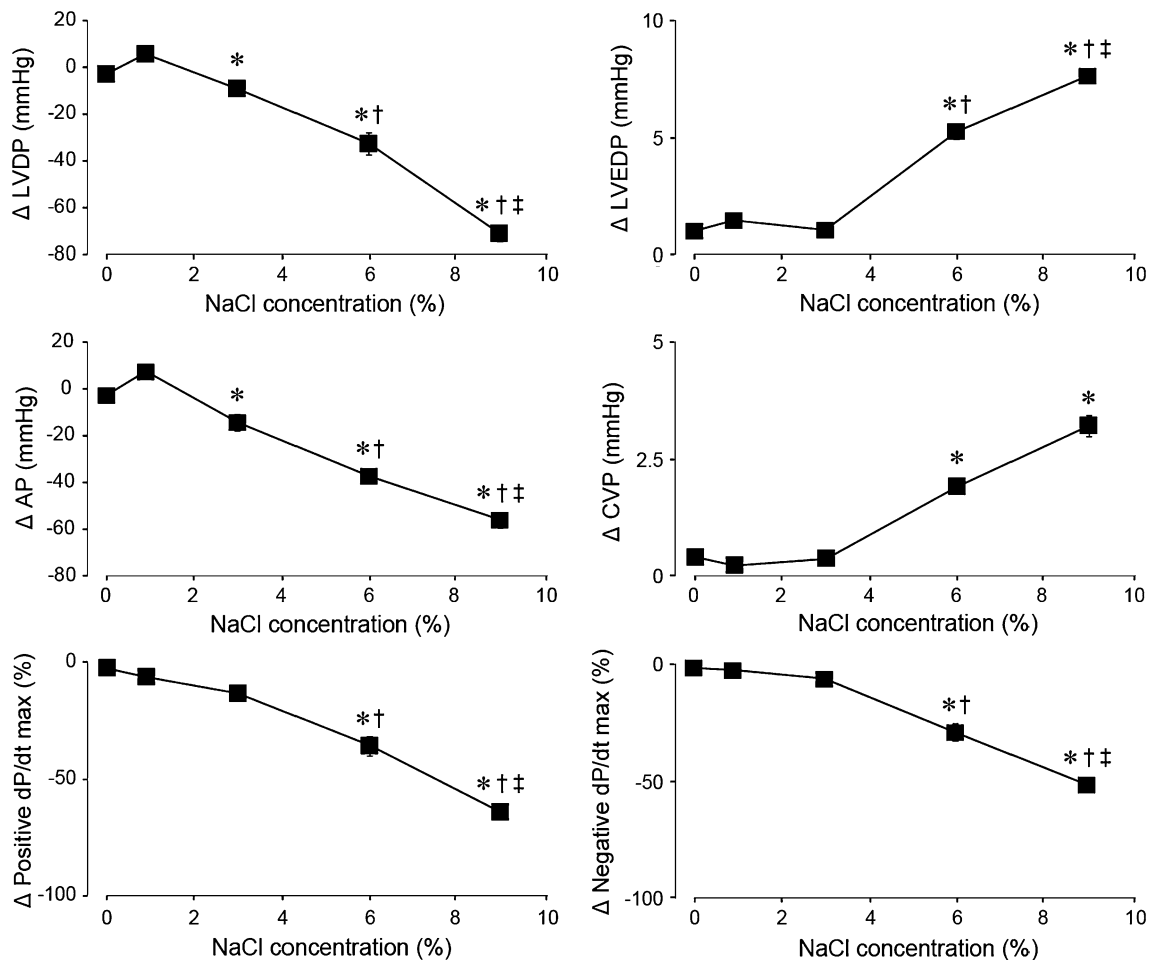 Δ LVDP (mmHg)
20
0
-20
-40
-60
-80
*
*†
*†‡
0 2 4 6 8 10
NaCl concentration (%)
Δ LVEDP (mmHg)
10
5
0
*†
*†‡
0 2 4 6 8 10
NaCl concentration (%)
Δ AP (mmHg)
20
0
-20
-40
-60
-80
*
*†
*†‡
0 2 4 6 8 10
NaCl concentration (%)
Δ CVP (mmHg)
5
2.5
0
*
*
0 2 4 6 8 10
NaCl concentration (%)
Δ Positive dP/dt max (%)
0
-50
-100
*†
*†‡
0 2 4 6 8 10
NaCl concentration (%)
Δ Negative dP/dt max (%)
0
-50
-100
*†
*†‡
0 2 4 6 8 10
NaCl concentration (%)